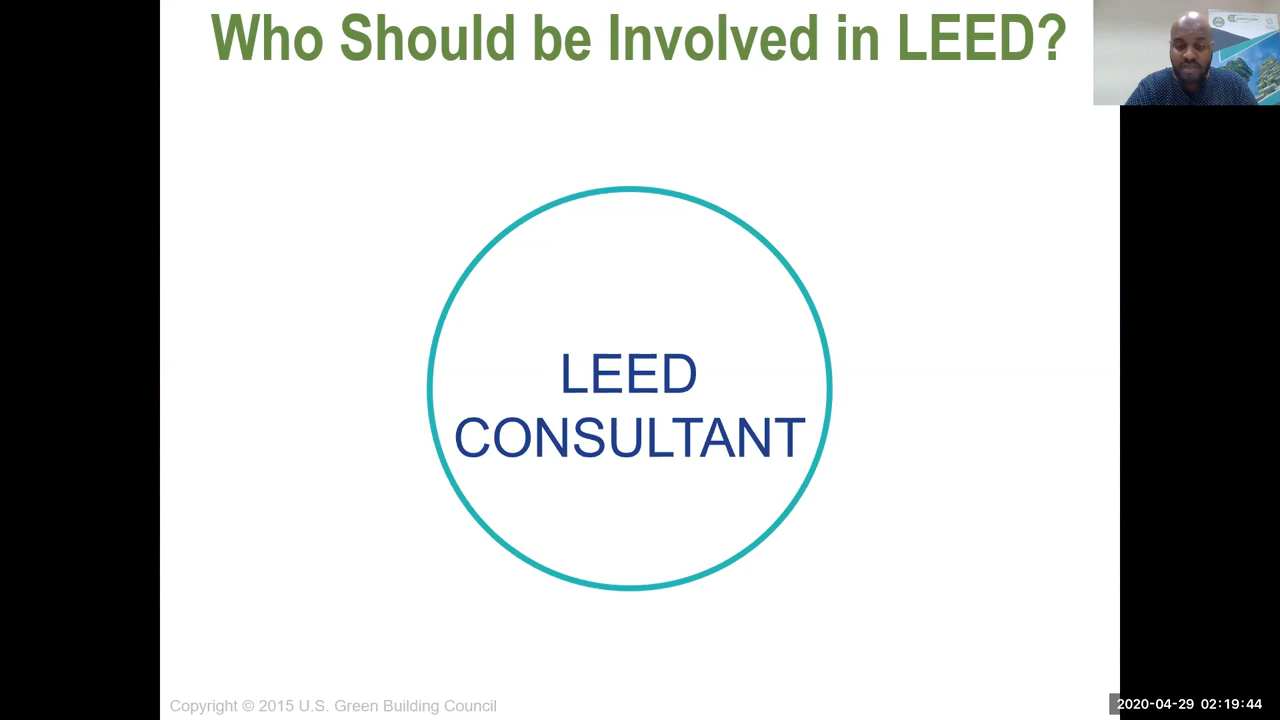 Who Should be Involved in LEED?
LEED
CONSULTANT
Copyright © 2015 U.S. Green Building Council
2020-04-29 02:19:44